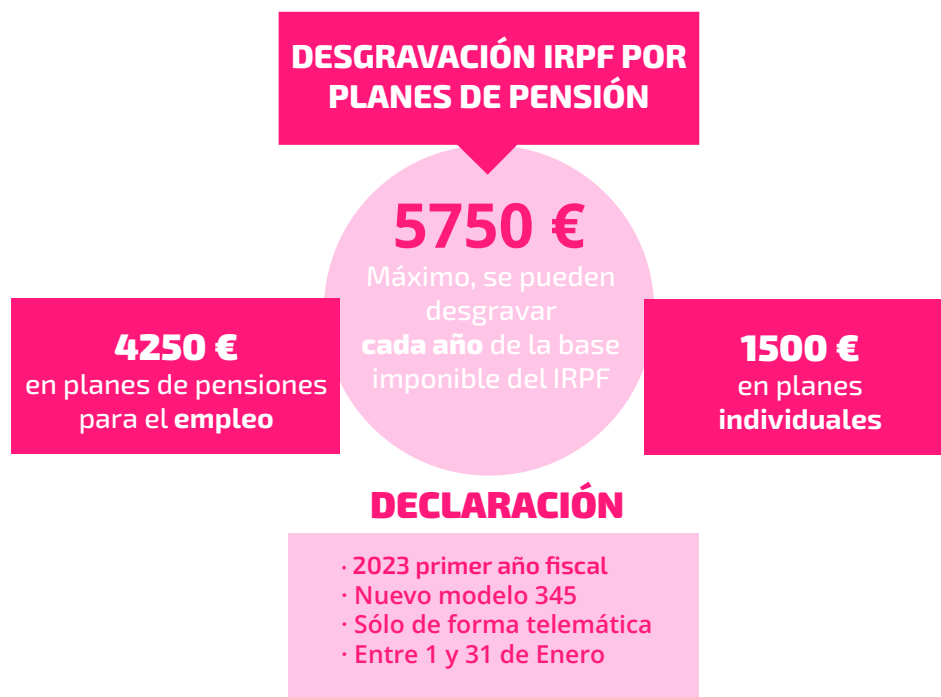 DESGRAVACIÓN IRPF POR
PLANES DE PENSIÓN
5750 €
Máximo, se pueden
desgravar
cada año de la base
imponible del IRPF
4250 €
en planes de pensiones
para el empleo
1500 €
en planes
individuales
DECLARACIÓN
· 2023 primer año fiscal
· Nuevo modelo 345
· Sólo de forma telemática
· Entre 1 y 31 de Enero